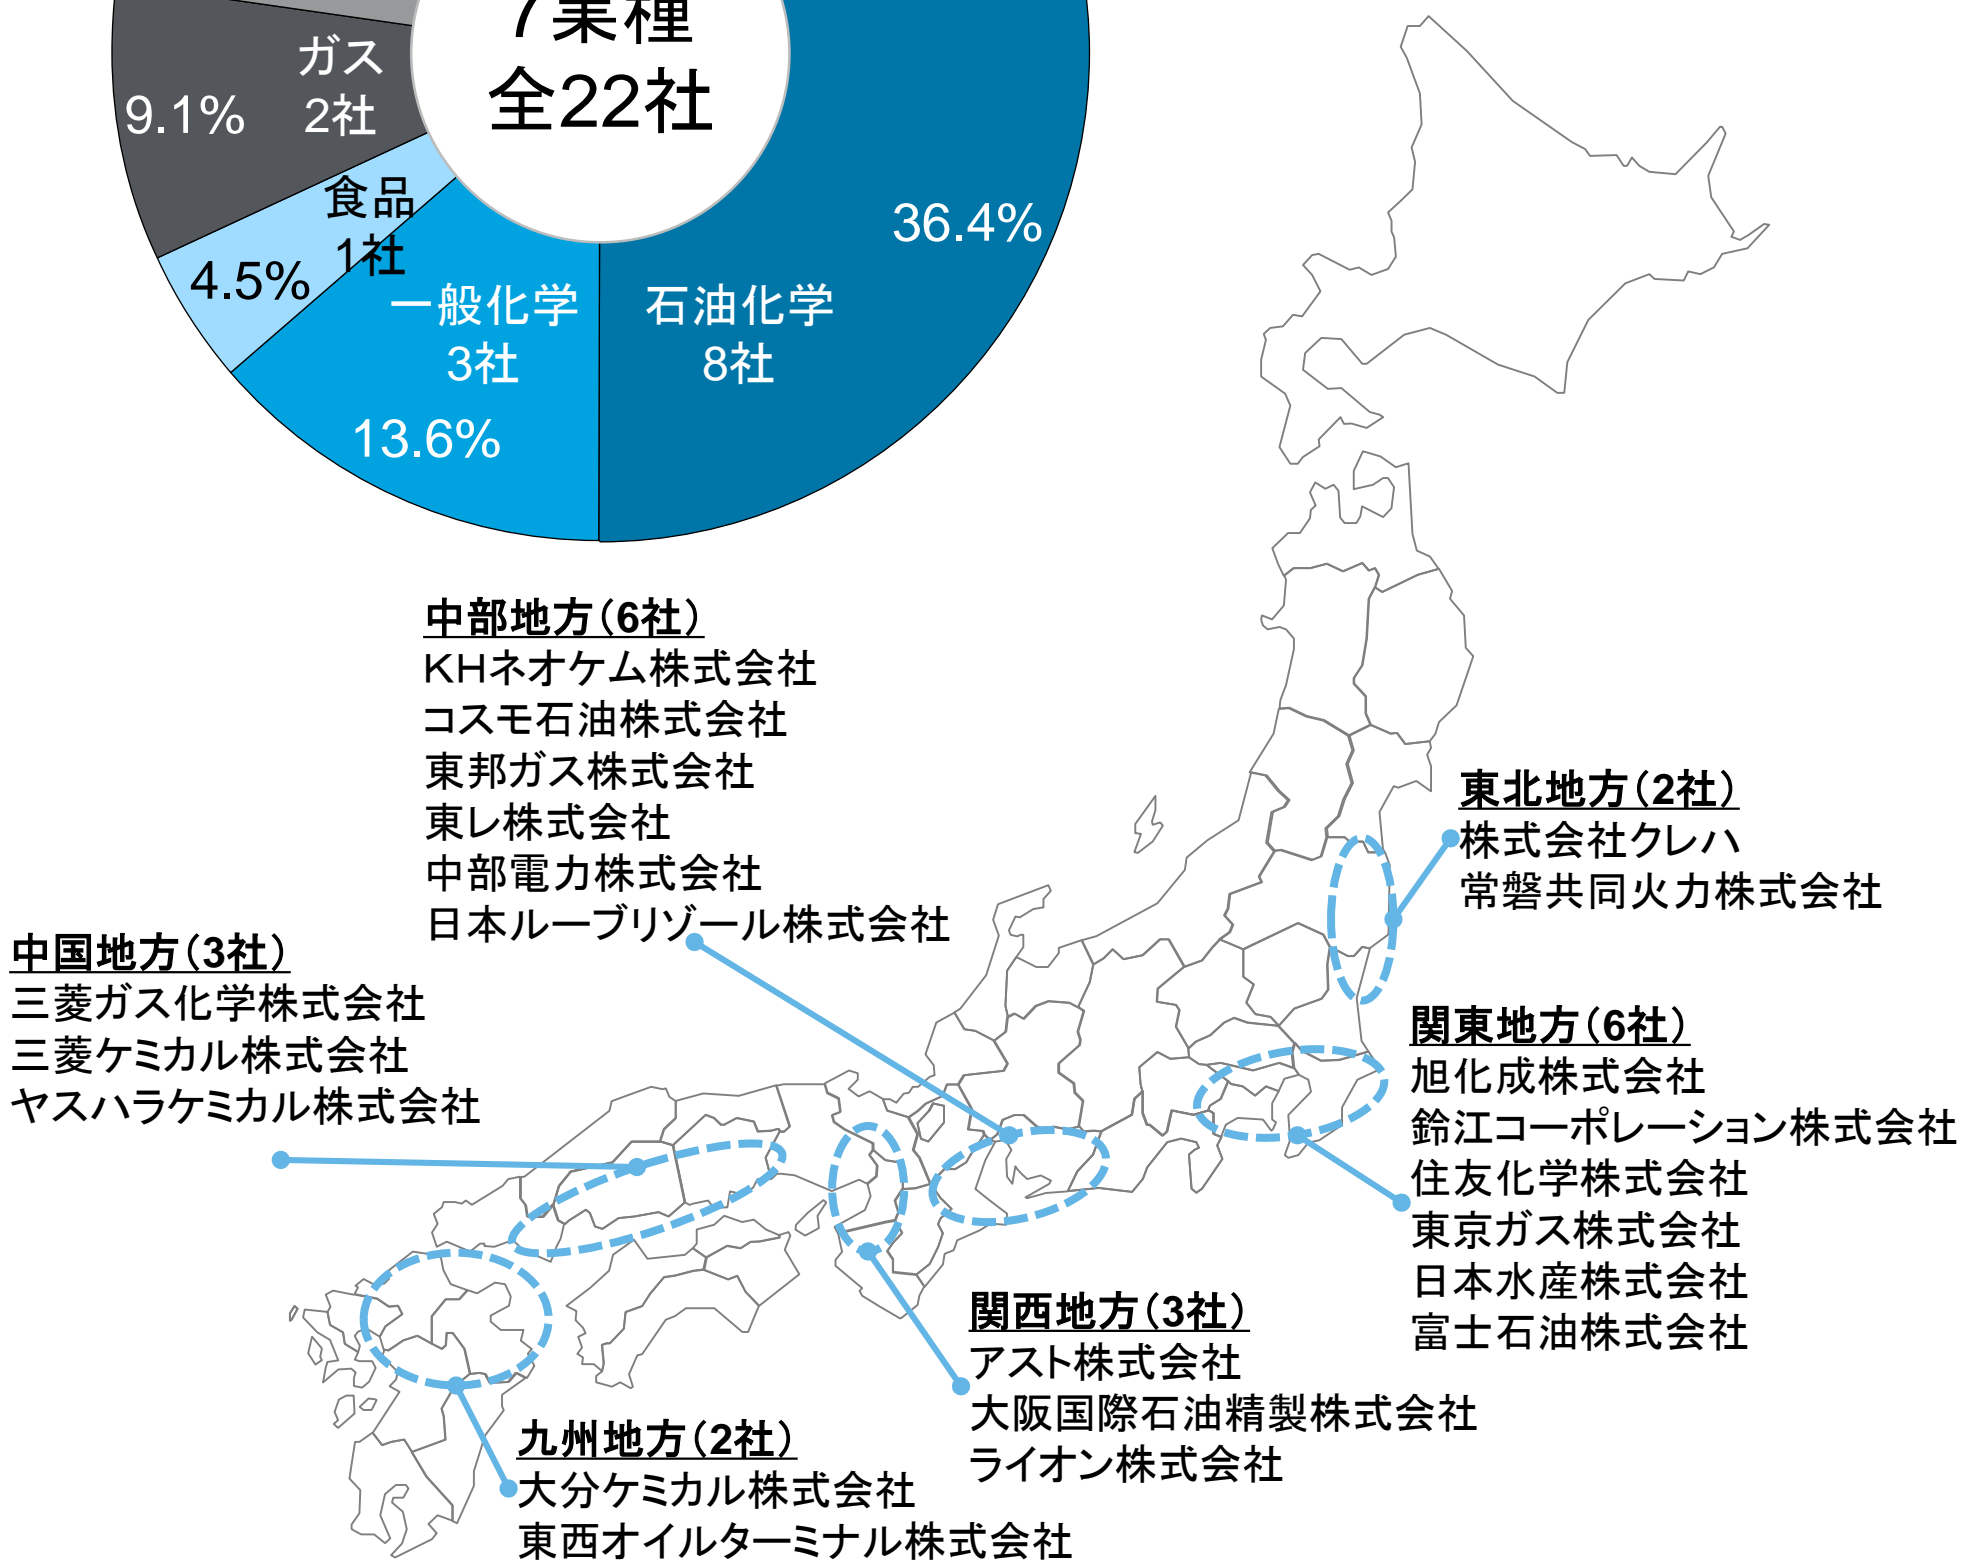 7業種
全22社
ガス
2社
9.1%
食品
1社
4.5%
一般化学
3社
13.6%
石油化学
8社
36.4%
中部地方（6社）
KHネオケム株式会社
コスモ石油株式会社
東邦ガス株式会社
東レ株式会社
中部電力株式会社
日本ルーブリゾール株式会社
東北地方（2社）
株式会社クレハ
常磐共同火力株式会社
中国地方（3社）
三菱ガス化学株式会社
三菱ケミカル株式会社
ヤスハラケミカル株式会社
関東地方（6社）
旭化成株式会社
鈴江コーポレーション株式会社
住友化学株式会社
東京ガス株式会社
日本水産株式会社
富士石油株式会社
関西地方（3社）
アスト株式会社
大阪国際石油精製株式会社
ライオン株式会社
九州地方（2社）
大分ケミカル株式会社
東西オイルターミナル株式会社